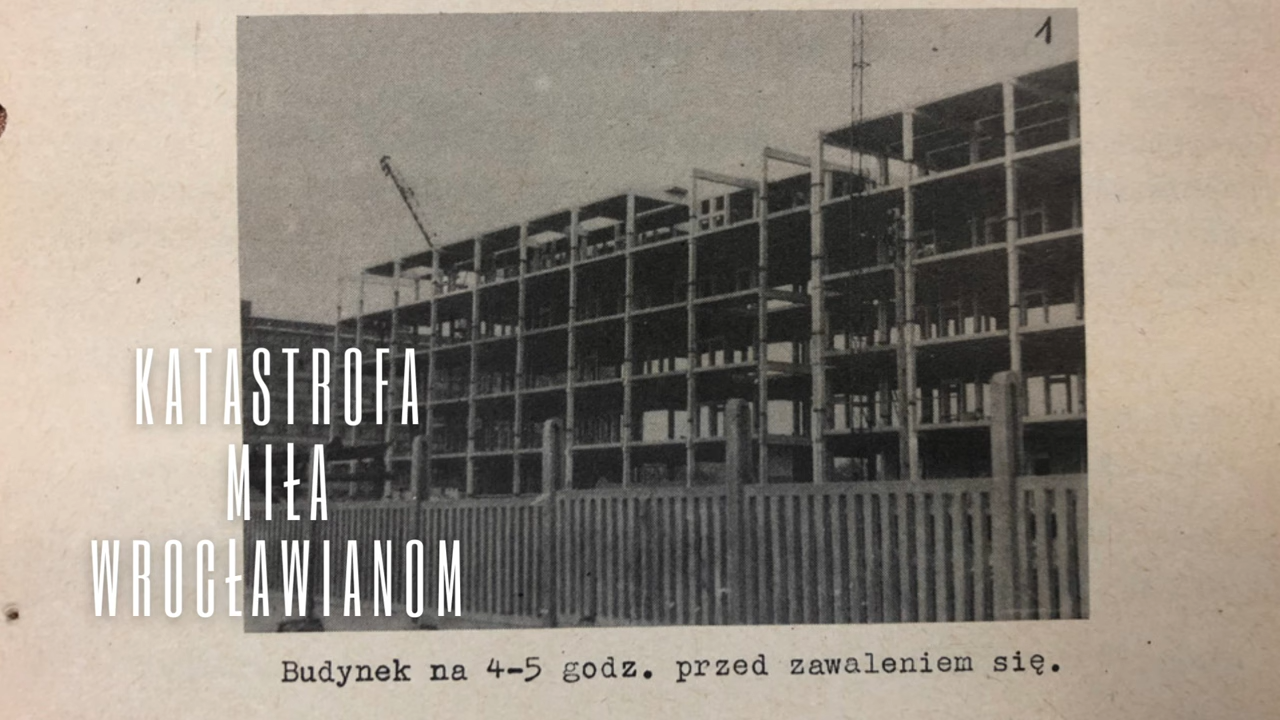 1
KATASTROFA
MIŁA
WROCŁAWIANOM
Budynek na 4-5 godz. przed zawaleniem się.